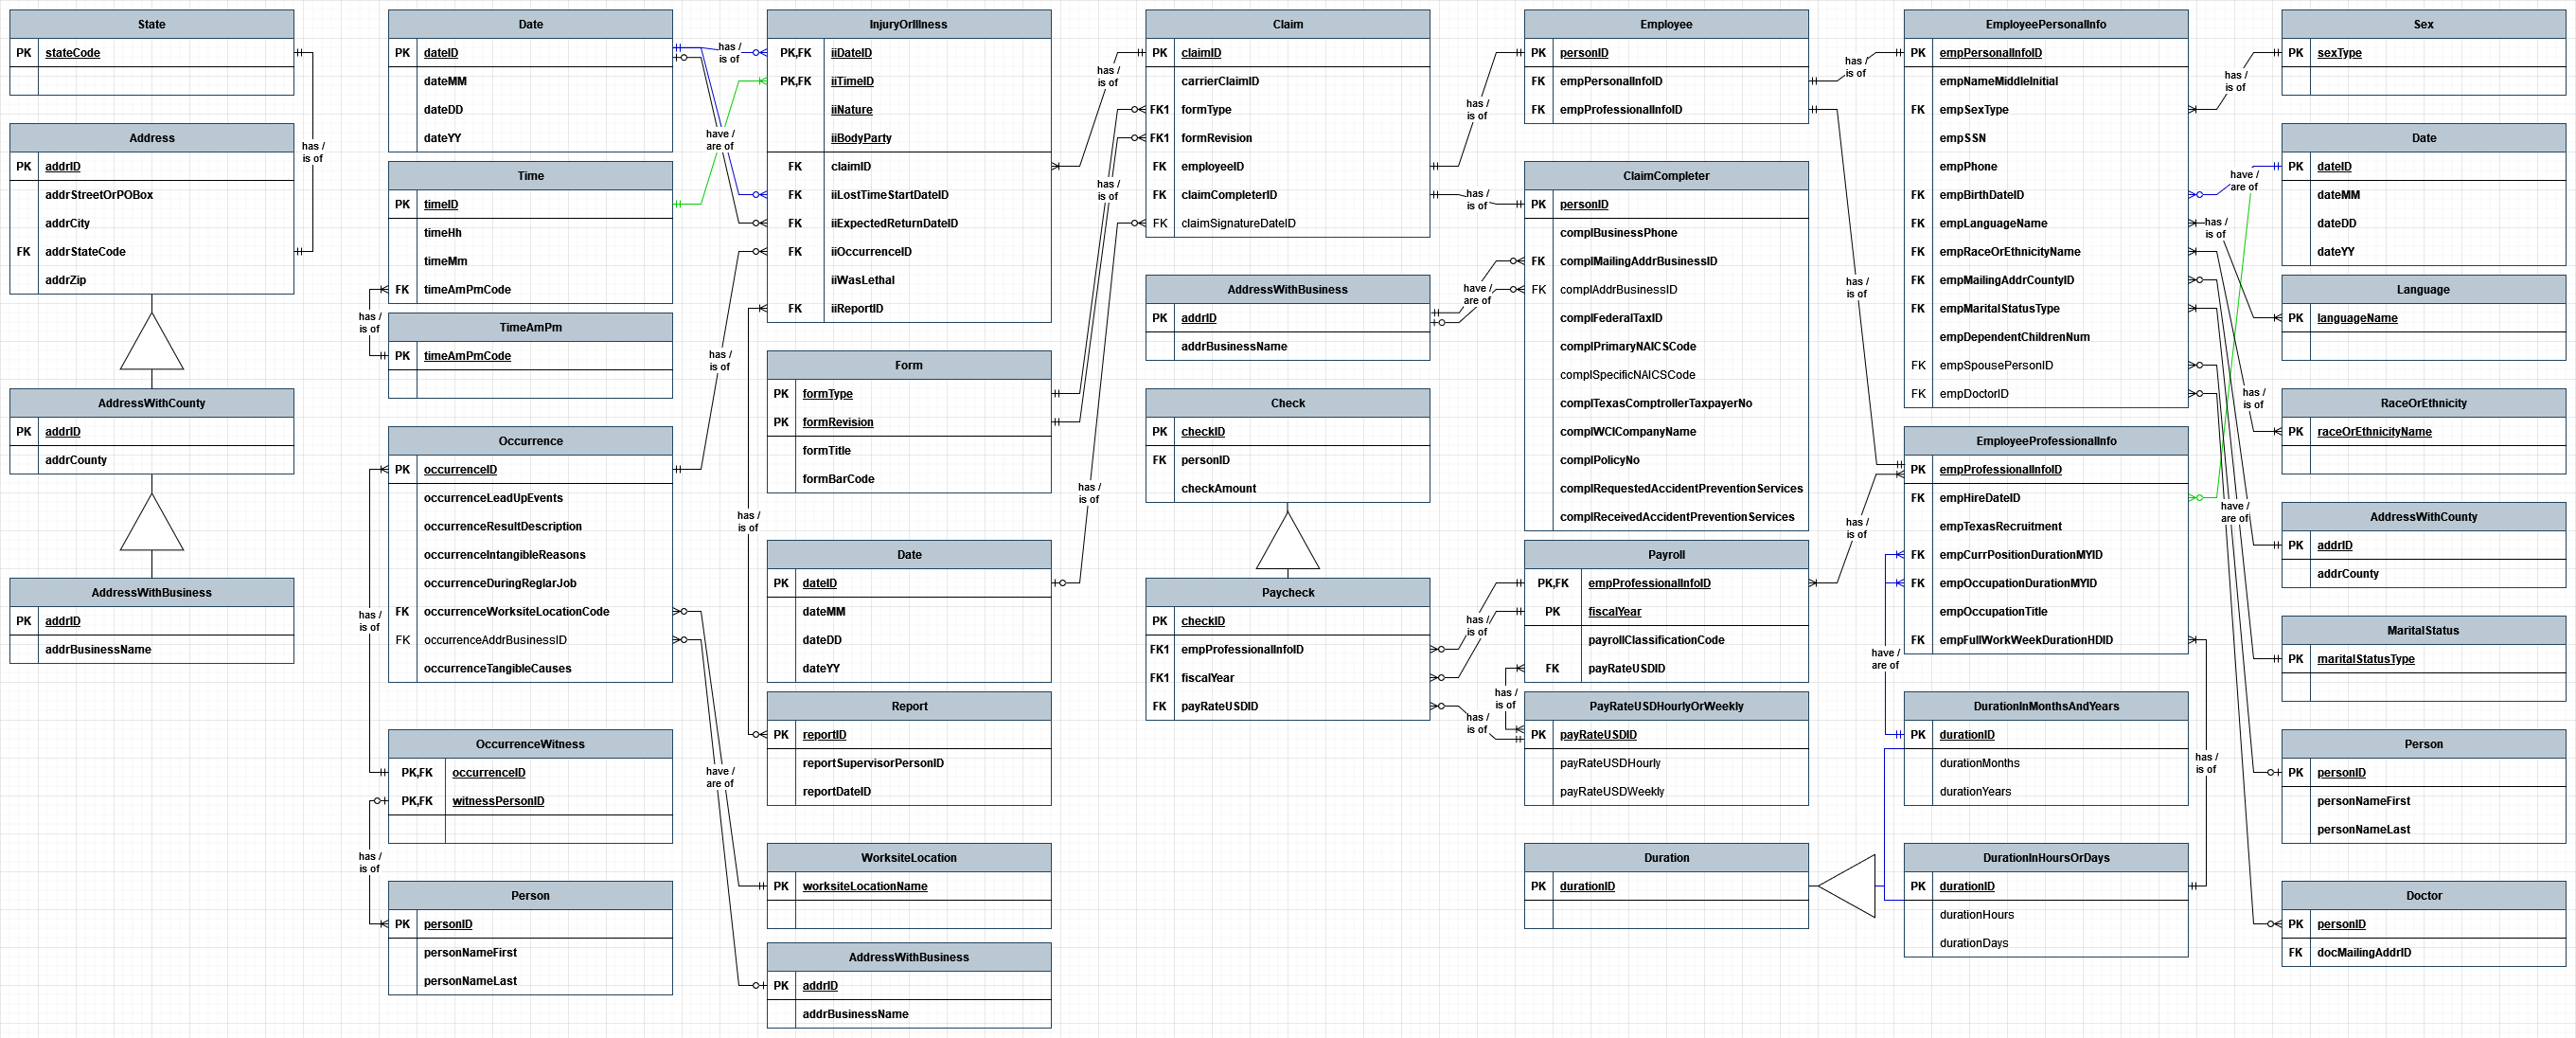 State
PK stateCode
Address
PK addrID
addrStreetOrPOBox
addrCity
FK addrStateCode
addrZip
has /
is of
AddressWithCounty
PK addrID
addrCounty
AddressWithBusiness
PK addrID
addrBusinessName
Date
PK dateID
dateMM
dateDD
dateYY
Time
PK timeID
timeHh
timeMm
FK timeAmPmCode
has /
is of
TimeAmPm
PK timeAmPmCode
Occurrence
PK occurrenceID
occurrenceLeadUpEvents
occurrenceResultDescription
occurrenceIntangibleReasons
occurrenceDuringReglarJob
FK occurrenceWorksiteLocationCode
FK occurrenceAddrBusinessID
occurrenceTangibleCauses
has /
is of
OccurrenceWitness
PK,FK occurrenceID
PK,FK witnessPersonID
has /
is of
Person
PK personID
personNameFirst
personNameLast
has /
is of
have /
are of
has /
is of
has /
is of
have /
are of
InjuryOrIllness
PK,FK iiDateID
PK,FK iiTimeID
iiNature
iiBodyParty
FK claimID
FK iiLostTimeStartDateID
FK iiExpectedReturnDateID
FK iiOccurrenceID
iiWasLethal
FK iiReportID
Form
PK formType
PK formRevision
formTitle
formBarCode
Date
PK dateID
dateMM
dateDD
dateYY
Report
PK reportID
reportSupervisorPersonID
reportDateID
WorksiteLocation
PK worksiteLocationName
AddressWithBusiness
PK addrID
addrBusinessName
has /
is of
has /
is of
has /
is of
Claim
PK claimID
carrierClaimID
FK1 formType
FK1 formRevision
FK employeeID
FK claimCompleterID
FK claimSignatureDateID
AddressWithBusiness
PK addrID
addrBusinessName
Check
PK checkID
FK personID
checkAmount
Paycheck
PK checkID
FK1 empProfessionalInfoID
FK1 fiscalYear
FK payRateUSDID
has /
is of
has /
is of
have /
are of
has /
is of
has /
is of
has /
is of
Employee
PK personID
FK empPersonalInfoID
FK empProfessionalInfoID
ClaimCompleter
PK personID
complBusinessPhone
FK complMailingAddrBusinessID
FK complAddrBusinessID
complFederalTaxID
complPrimaryNAICSCode
complSpecificNAICSCode
complTexasComptrollerTaxpayerNo
complWCICompanyName
complPolicyNo
complRequestedAccidentPreventionServices
complReceivedAccidentPreventionServices
Payroll
PK,FK empProfessionalInfoID
PK fiscalYear
payrollClassificationCode
FK payRateUSDID
PayRateUSDHourlyOrWeekly
PK payRateUSDID
payRateUSDHourly
payRateUSDWeekly
Duration
PK durationID
has /
is of
has /
is of
has /
is of
have /
are of
EmployeePersonalInfo
PK empPersonalInfoID
empNameMiddleInitial
FK empSexType
empSSN
empPhone
FK empBirthDateID
FK empLanguageName
FK empRaceOrEthnicityName
FK empMailingAddrCountyID
FK empMaritalStatusType
empDependentChildrenNum
FK empSpousePersonID
FK empDoctorID
EmployeeProfessionalInfo
PK empProfessionalInfoID
FK empHireDateID
empTexasRecruitment
FK empCurrPositionDurationMYID
FK empOccupationDurationMYID
empOccupationTitle
FK empFullWorkWeekDurationHDID
DurationInMonthsAndYears
PK durationID
durationMonths
durationYears
DurationInHoursOrDays
PK durationID
durationHours
durationDays
has /
is of
have /
are of
has /
is of
has /
is of
have /
are of
has /
is of
Sex
PK sexType
Date
PK dateID
dateMM
dateDD
dateYY
Language
PK languageName
RaceOrEthnicity
PK raceOrEthnicityName
AddressWithCounty
PK addrID
addrCounty
MaritalStatus
PK maritalStatusType
Person
PK personID
personNameFirst
personNameLast
Doctor
PK personID
FK docMailingAddrID